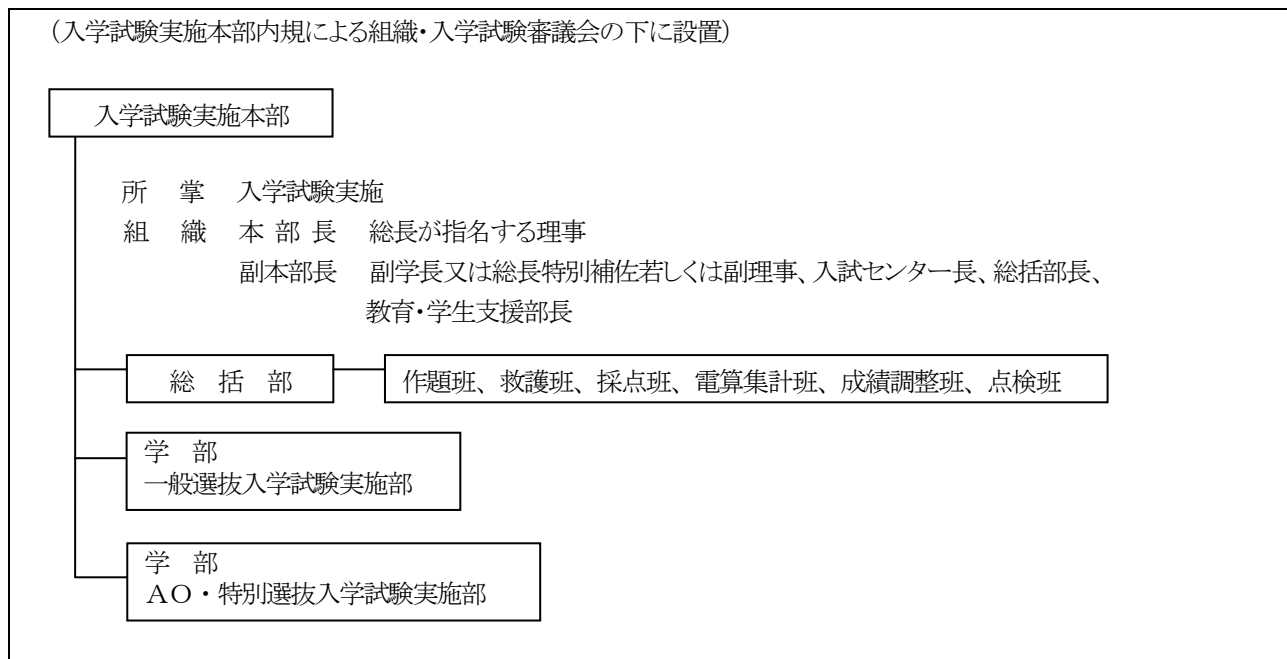 (入学試験実施本部内規による組織・入学試験審議会の下に設置)
入学試験実施本部
所　掌　入学試験実施
組　織　本 部 長　総長が指名する理事
副本部長　副学長又は総長特別補佐若しくは副理事、入試センター長、総括部長、
教育・学生支援部長
総　括　部　作題班、救護班、採点班、電算集計班、成績調整班、点検班
学　部
一般選抜入学試験実施部
学　部
AO・特別選抜入学試験実施部